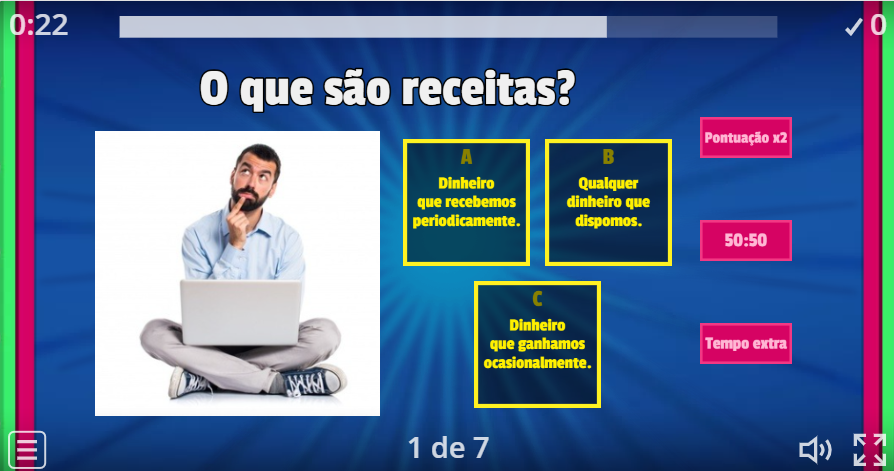 0:22
0
O que são receitas?
A
Dinheiro
que recebemos
periodicamente.
B
Qualquer
dinheiro que
dispomos.
C
Dinheiro
que ganhamos
ocasionalmente.
Pontuação x2
50:50
Tempo extra
1 de 7